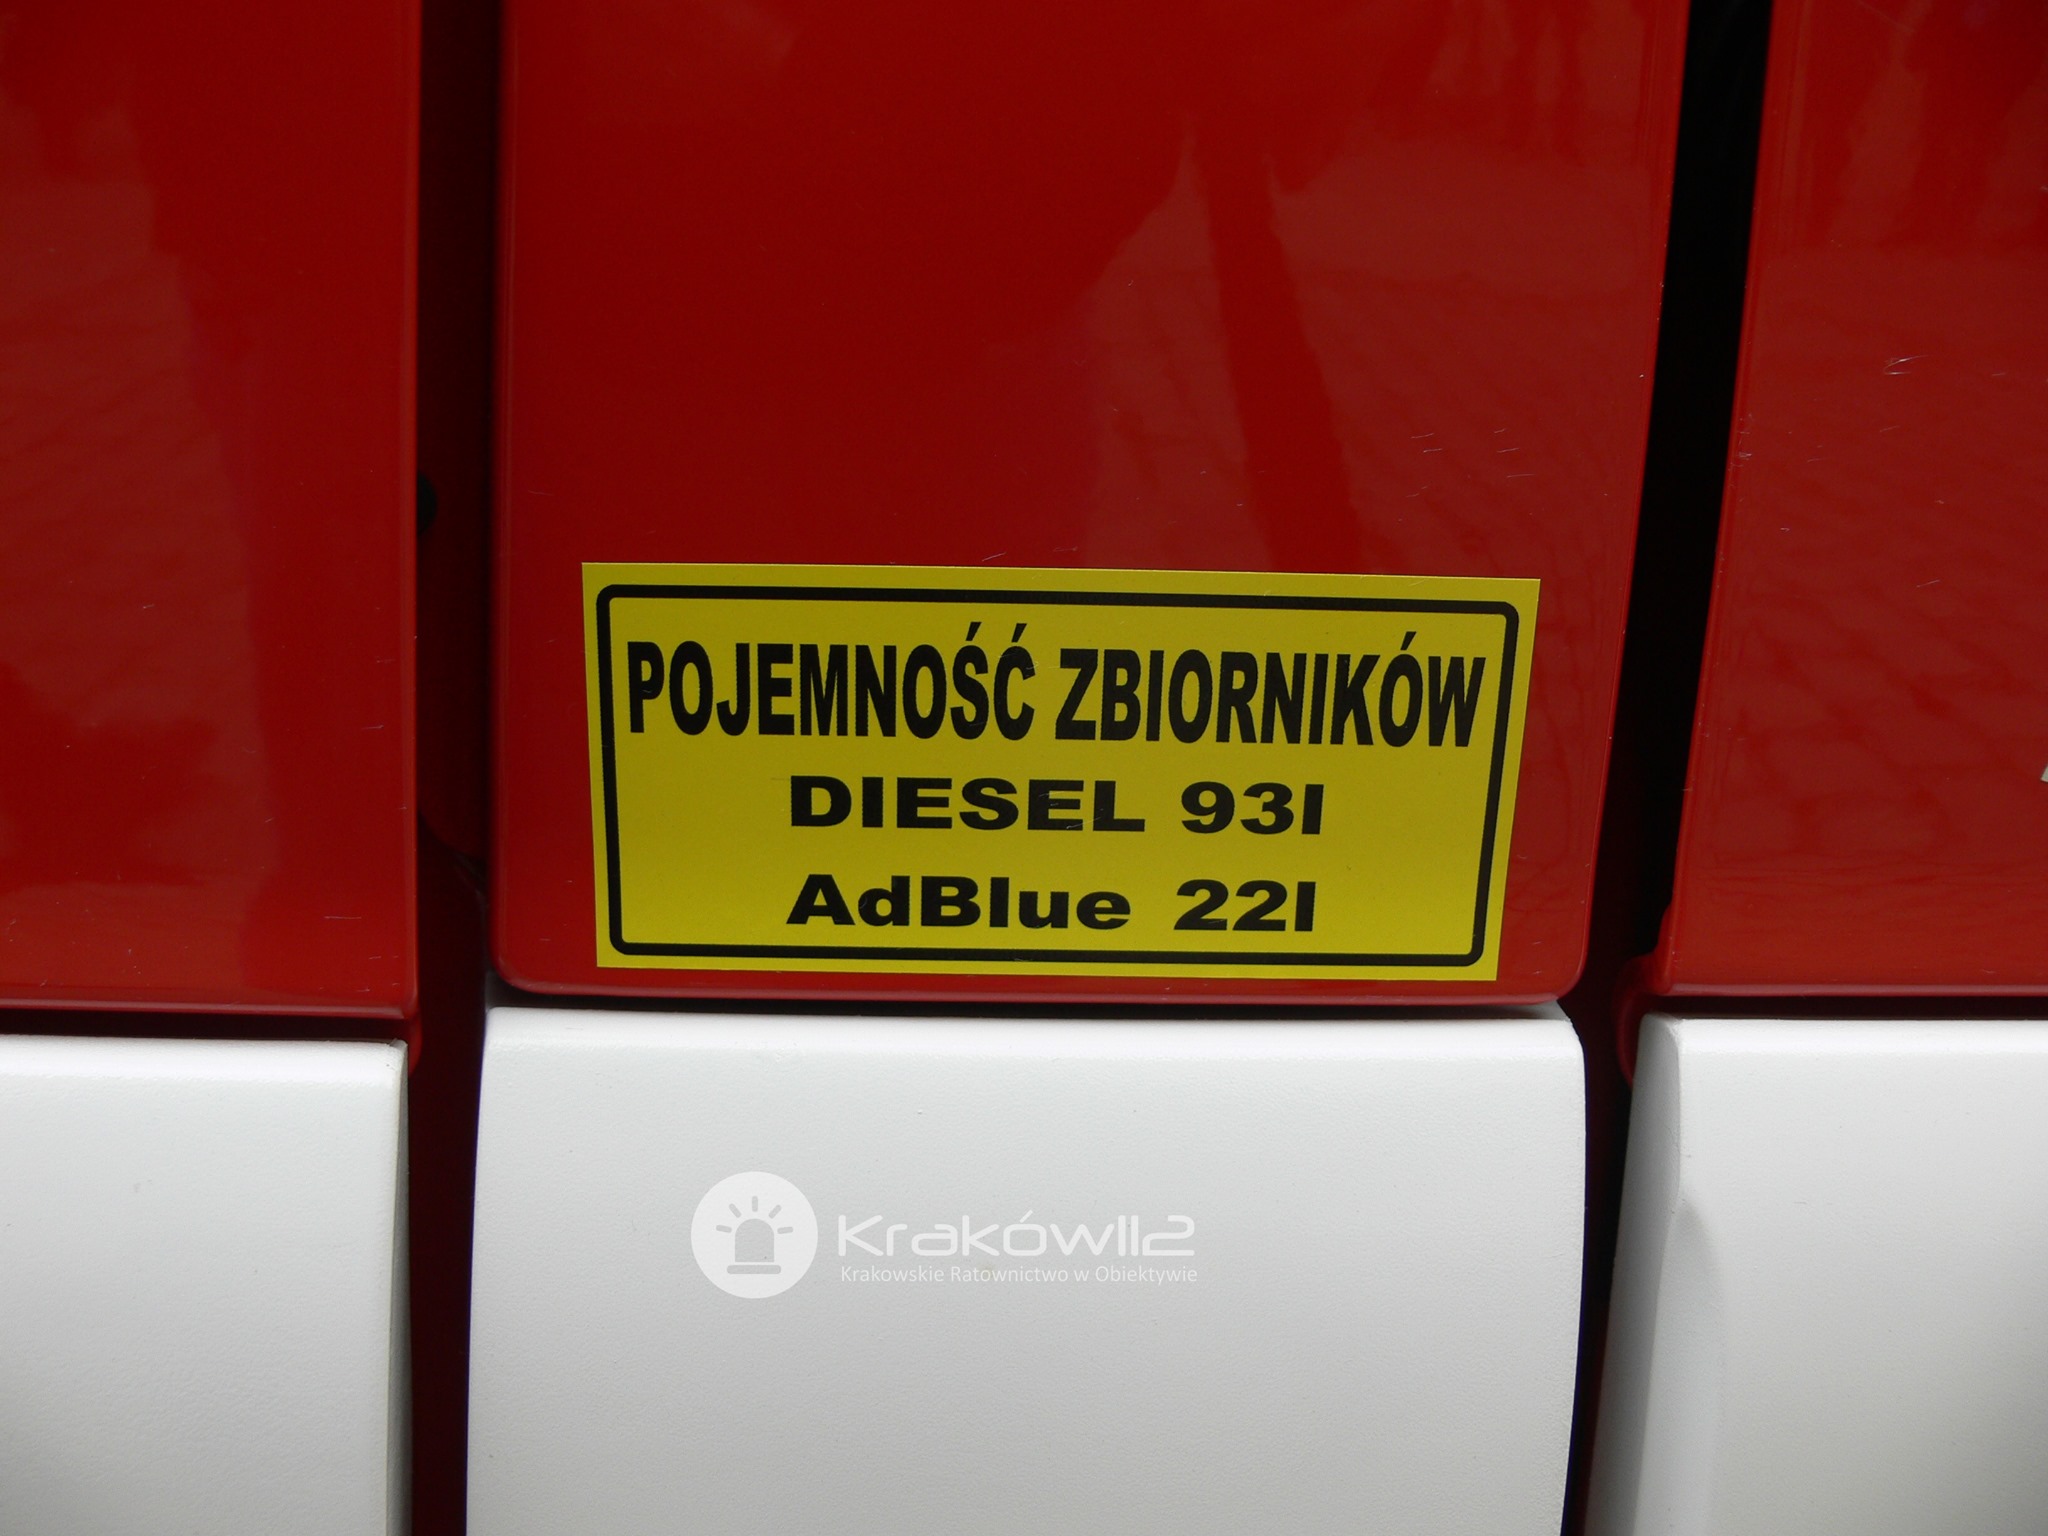 POJEMNOŚĆ ZBIORNIKÓW
DIESEL 93l
AdBlue 22l
Kraków112
Krakowskie Ratownictwo w Obiektywie